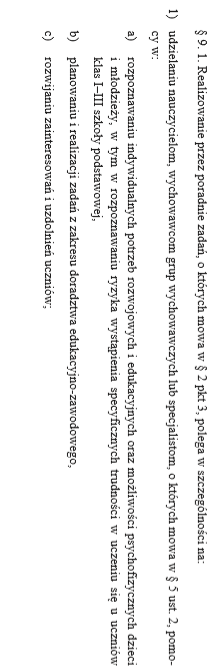 § 9. 1. Realizowanie przez poradnie zadań, o których mowa w § 2 pkt 3, polega w szczególności na:
1) udzielaniu nauczycielom, wychowawcom grup wychowawczych lub specjalistom, o których mowa w § 5 ust. 2, pomo-
cy w:
a) rozpoznawaniu indywidualnych potrzeb rozwojowych i edukacyjnych oraz możliwości psychofizycznych dzieci
i młodzieży, w tym w rozpoznawaniu ryzyka wystąpienia specyficznych trudności w uczeniu się u uczniów
klas I–III szkoły podstawowej,
b) planowaniu i realizacji zadań z zakresu doradztwa edukacyjno-zawodowego,
c) rozwijaniu zainteresowań i uzdolnień uczniów;